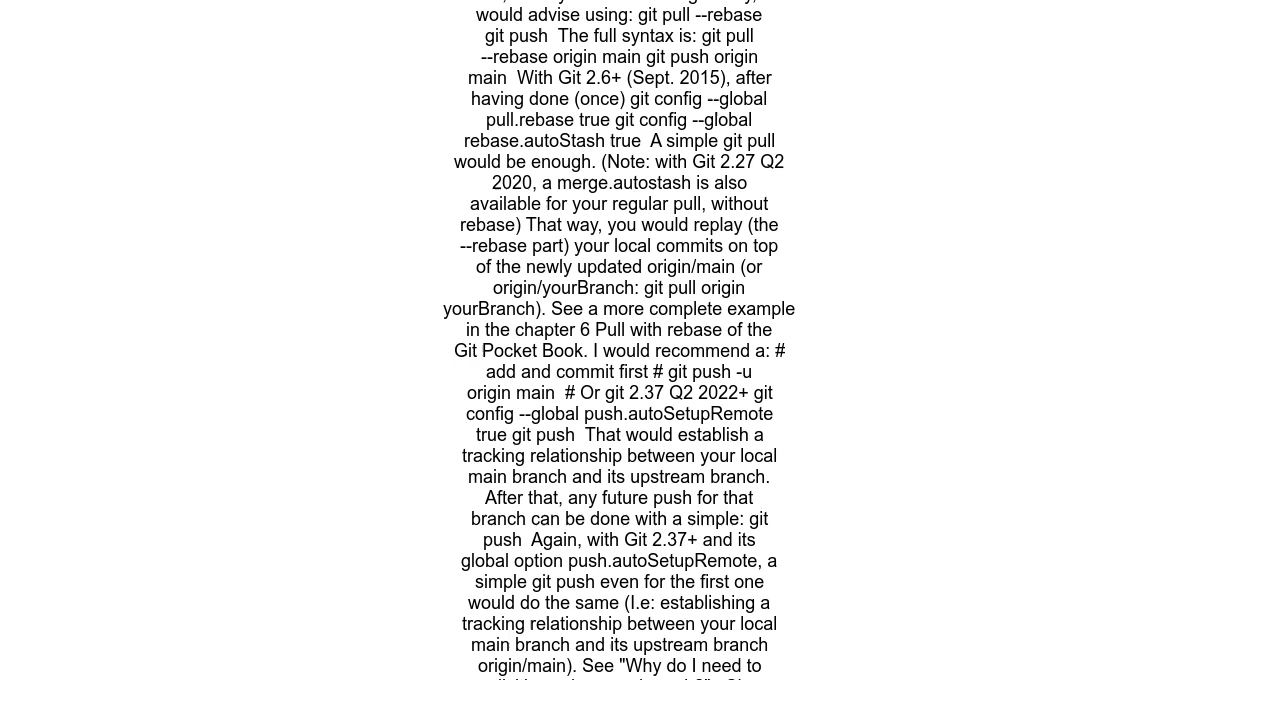 would advise using: git pull --rebase
git push  The full syntax is: git pull
--rebase origin main git push origin
main  With Git 2.6+ (Sept. 2015), after
having done (once) git config --global
pull.rebase true git config --global
rebase.autoStash true  A simple git pull
would be enough. (Note: with Git 2.27 Q2
2020, a merge.autostash is also
available for your regular pull, without
rebase) That way, you would replay (the
--rebase part) your local commits on top
of the newly updated origin/main (or
origin/yourBranch: git pull origin
yourBranch). See a more complete example
in the chapter 6 Pull with rebase of the
Git Pocket Book. I would recommend a: #
add and commit first # git push -u
origin main  # Or git 2.37 Q2 2022+ git
config --global push.autoSetupRemote
true git push  That would establish a
tracking relationship between your local
main branch and its upstream branch.
After that, any future push for that
branch can be done with a simple: git
push  Again, with Git 2.37+ and its
global option push.autoSetupRemote, a
simple git push even for the first one
would do the same (I.e: establishing a
tracking relationship between your local
main branch and its upstream branch
origin/main). See "Why do I need to